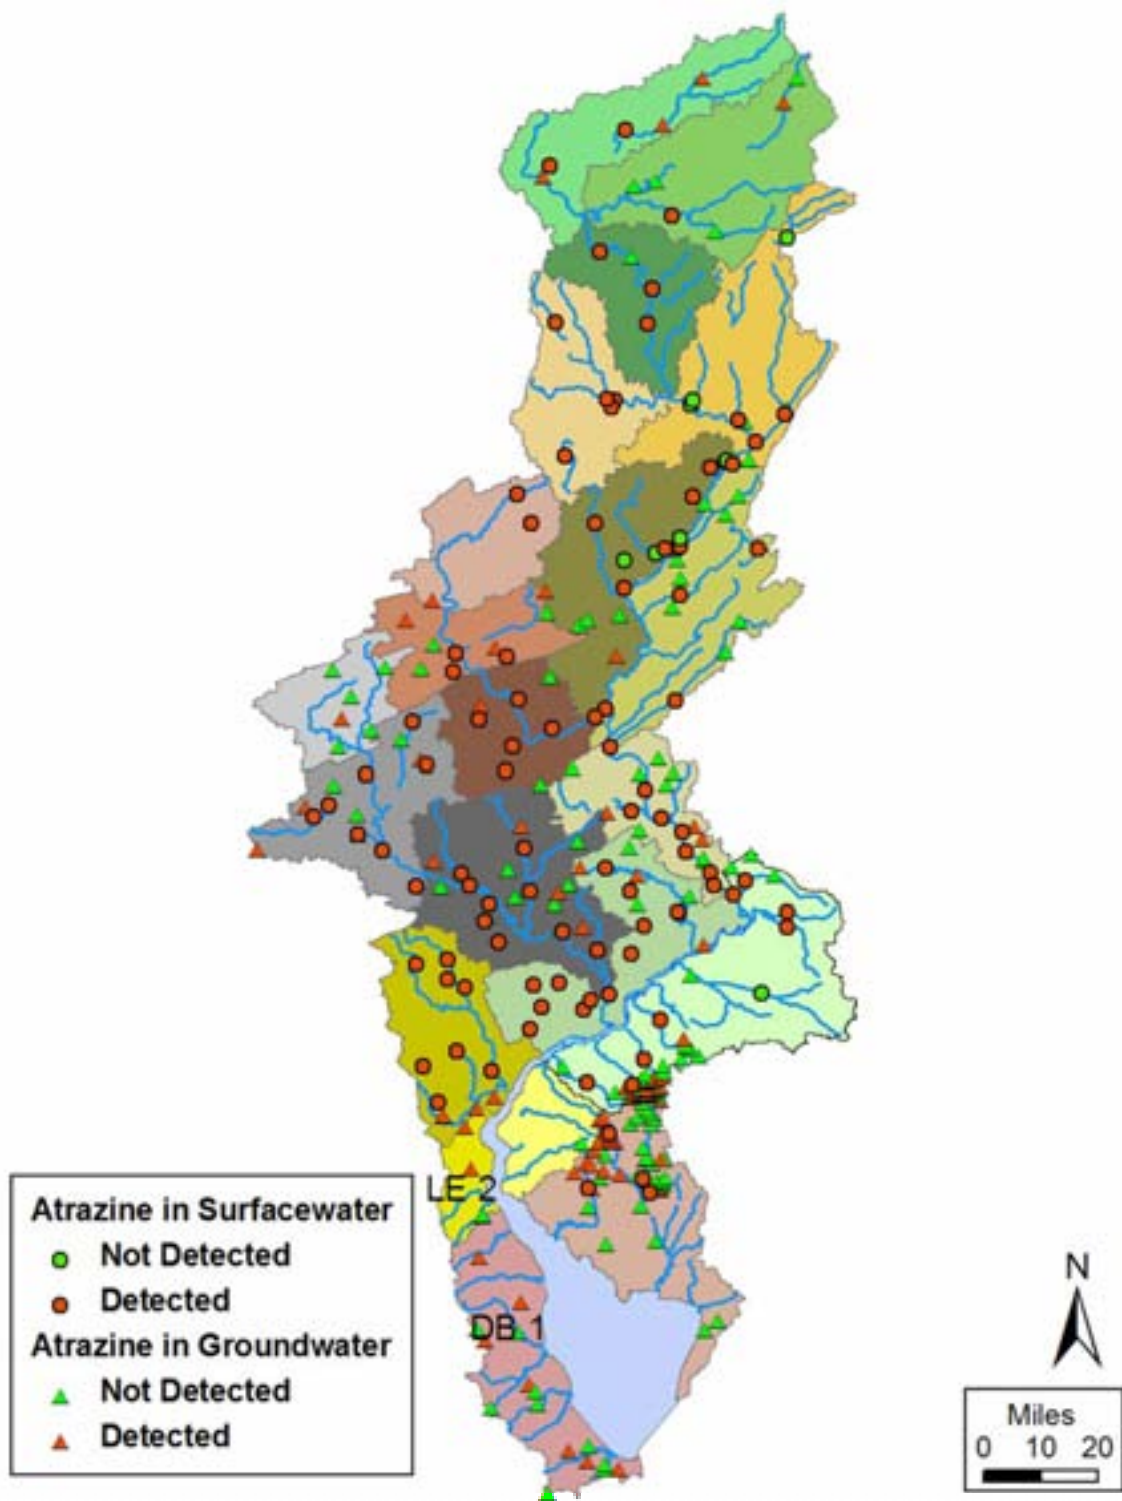 LE 2
DB 1
Atrazine in Surfacewater
Not Detected
Detected
Atrazine in Groundwater
Not Detected
Detected
N
Miles
0 10 20